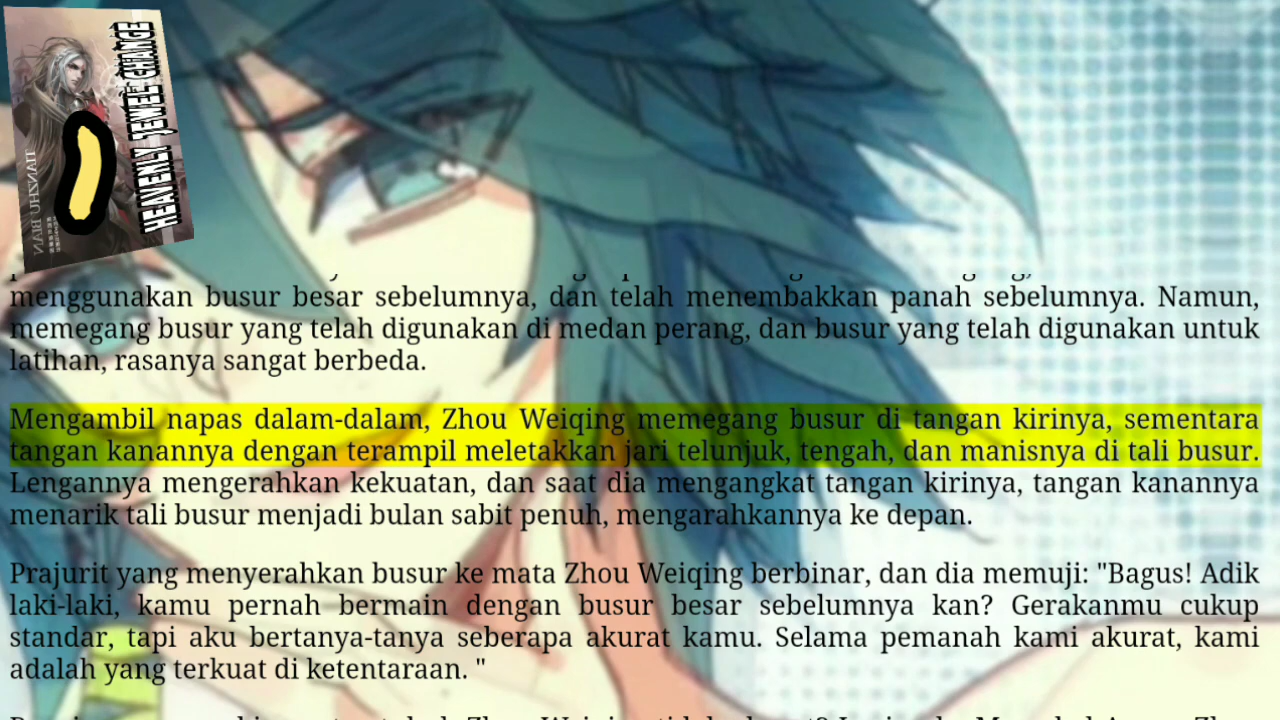 HEAVENLY JEWEL CHANGE
TIANZHU BIAN
menggunakan busur besar sebelumnya, dan telah menembakkan panah sebelumnya. Namun,
memegang busur yang telah digunakan di medan perang, dan busur yang telah digunakan untuk
latihan, rasanya sangat berbeda.
Mengambil napas dalam-dalam, Zhou Weiqing memegang busur di tangan kirinya, sementara
tangan kanannya dengan terampil meletakkan jari telunjuk, tengah, dan manisnya di tali busur.
Lengannya mengerahkan kekuatan, dan saat dia mengangkat tangan kirinya, tangan kanannya
menarik tali busur menjadi bulan sabit penuh, mengarahkannya ke depan.
Prajurit yang menyerahkan busur ke mata Zhou Weiqing berbinar, dan dia memuji: "Bagus! Adik
laki-laki, kamu pernah bermain dengan busur besar sebelumnya kan? Gerakanmu cukup
standar, tapi aku bertanya-tanya seberapa akurat kamu. Selama pemanah kami akurat, kami
adalah yang terkuat di ketentaraan. "